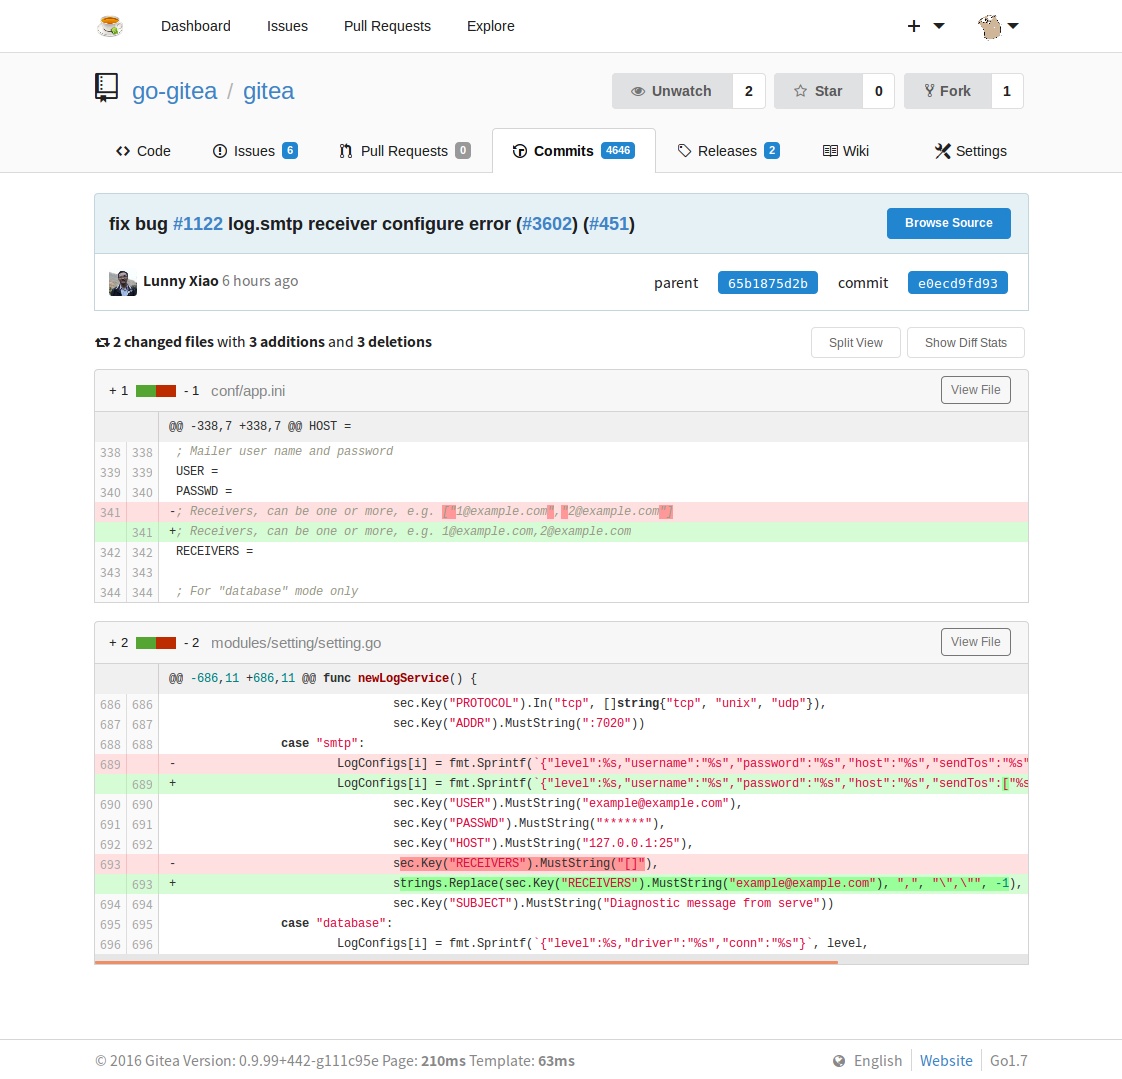 Dashboard Issues Pull Requests Explore +
go-gitea / gitea Unwatch 2 Star 0 Fork 1
Code Issues 6 Pull Requests 0 Commits 4646 Releases 2 Wiki Settings
fix bug #1122 log.smtp receiver configure error (#3602) (#451) Browse Source
Lunny Xiao 6 hours ago parent 65b1875d2b commit e0ecd9fd93
2 changed files with 3 additions and 3 deletions Split View Show Diff Stats
+ 1 - 1 conf/app.ini View File
@@ -338,7 +338,7 @@ HOST =
338 338 ; Mailer user name and password
339 339 USER =
340 340 PASSWD =
341 -; Receivers, can be one or more, e.g. ["1@example.com","2@example.com"]
341 +; Receivers, can be one or more, e.g. 1@example.com,2@example.com
342 342 RECEIVERS =
343 343
344 344 ; For "database" mode only
+ 2 - 2 modules/setting/setting.go View File
@@ -686,11 +686,11 @@ func newLogService() {
686 686 sec.Key("PROTOCOL").In("tcp", []string{"tcp", "unix", "udp"}),
687 687 sec.Key("ADDR").MustString(":7020"))
688 688 case "smtp":
689 - LogConfigs[i] = fmt.Sprintf(`{"level":%s,"username":"%s","password":"%s","host":"%s","sendTos":"%s"
689 + LogConfigs[i] = fmt.Sprintf(`{"level":%s,"username":"%s","password":"%s","host":"%s","sendTos":["%s
690 690 sec.Key("USER").MustString("example@example.com"),
691 691 sec.Key("PASSWD").MustString("******"),
692 692 sec.Key("HOST").MustString("127.0.0.1:25"),
693 - sec.Key("RECEIVERS").MustString("[]"),
693 + strings.Replace(sec.Key("RECEIVERS").MustString("example@example.com"), ",", "\",\"", -1),
694 694 sec.Key("SUBJECT").MustString("Diagnostic message from serve"))
695 695 case "database":
696 696 LogConfigs[i] = fmt.Sprintf(`{"level":%s,"driver":"%s","conn":"%s"}`, level,
© 2016 Gitea Version: 0.9.99+442-g111c95e Page: 210ms Template: 63ms English Website Go1.7